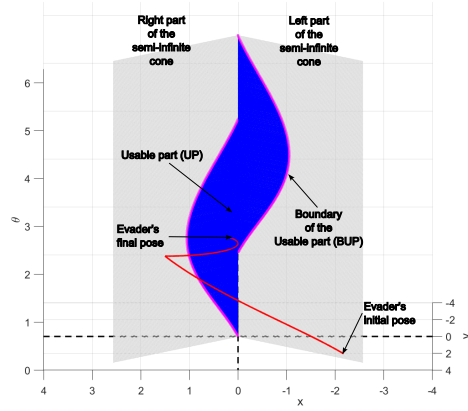 Right part
of the
semi-infinite
cone
Left part
of the
semi-infinite
cone
6
5
4
3
2
1
0
θ
Usable part (UP)
Evader's
final pose
Boundary
of the
Usable part (BUP)
Evader's
initial pose
-4
-2
0
2
4
y
4
3
2
1
0
-1
-2
-3
-4
x